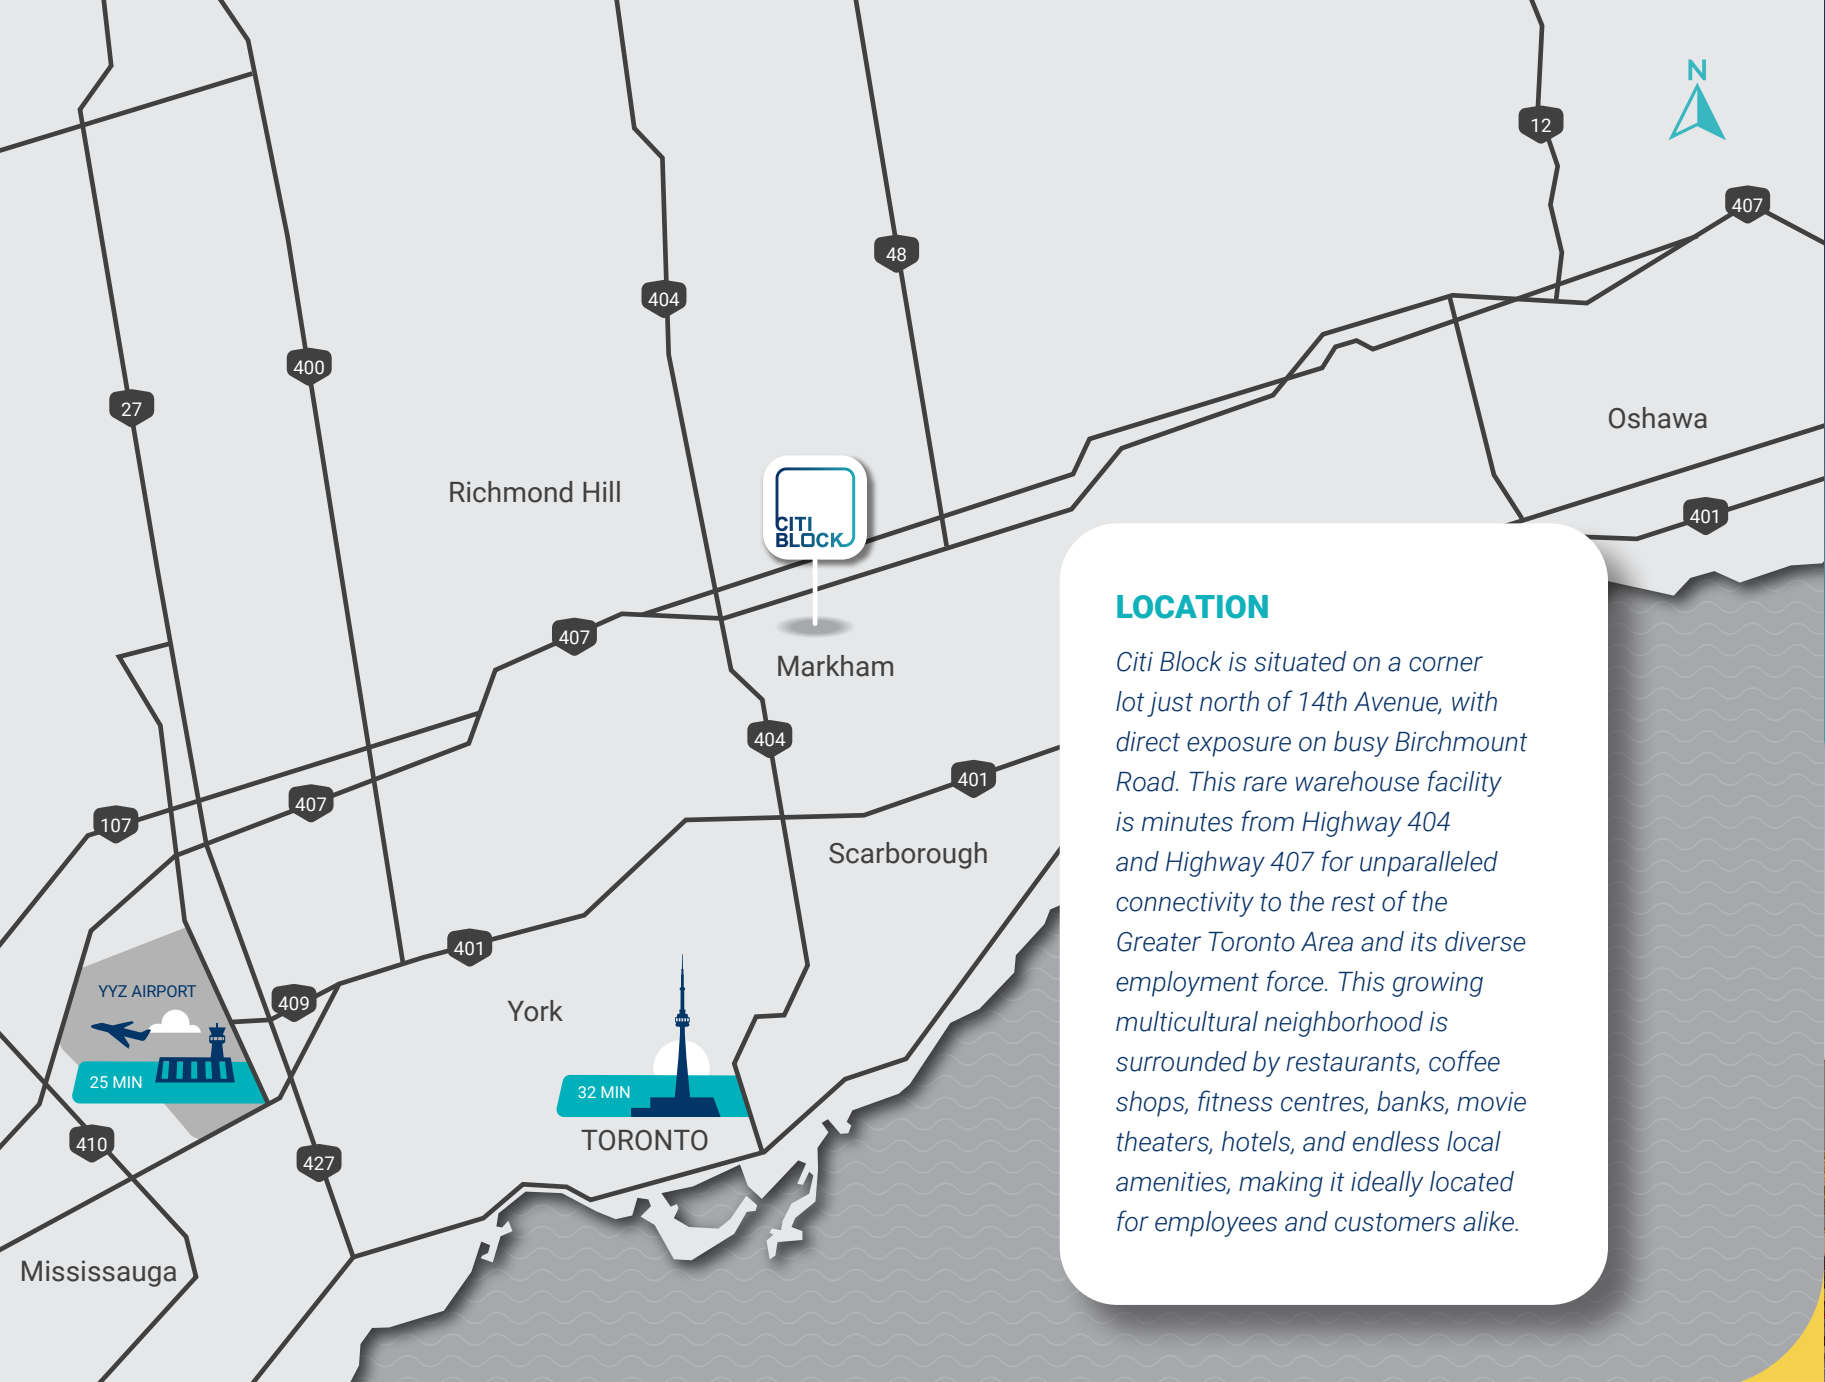 N
12
407
48
404
400
27
Oshawa
Richmond Hill
401
CITI
BLOCK
407
Markham
404
401
107
407
Scarborough
401
YYZ AIRPORT
409
York
25 MIN
32 MIN
TORONTO
410
427
Mississauga
LOCATION
Citi Block is situated on a corner
lot just north of 14th Avenue, with
direct exposure on busy Birchmount
Road. This rare warehouse facility
is minutes from Highway 404
and Highway 407 for unparalleled
connectivity to the rest of the
Greater Toronto Area and its diverse
employment force. This growing
multicultural neighborhood is
surrounded by restaurants, coffee
shops, fitness centres, banks, movie
theaters, hotels, and endless local
amenities, making it ideally located
for employees and customers alike.